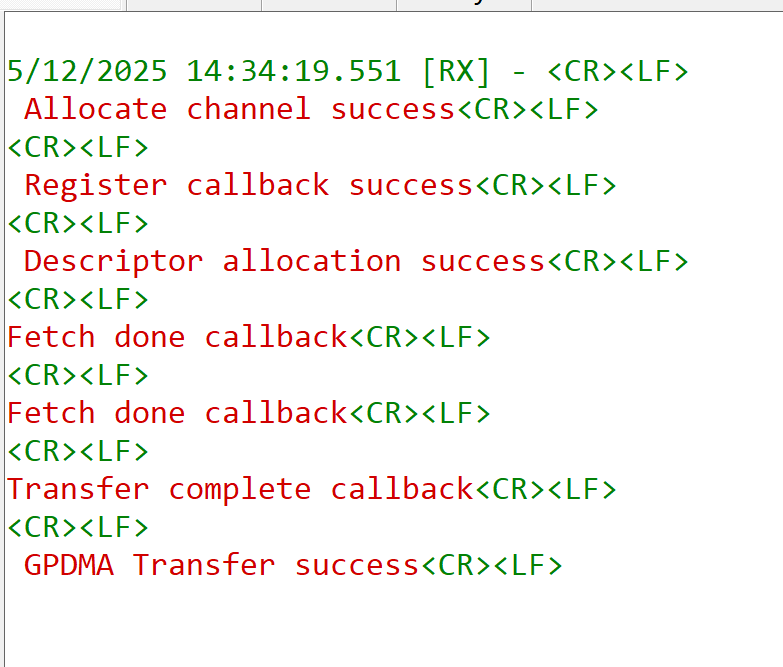 5/12/2025 14:34:19.551 [RX] - <CR><LF>
 Allocate channel success<CR><LF>
<CR><LF>
 Register callback success<CR><LF>
<CR><LF>
 Descriptor allocation success<CR><LF>
<CR><LF>
Fetch done callback<CR><LF>
<CR><LF>
Fetch done callback<CR><LF>
<CR><LF>
Transfer complete callback<CR><LF>
<CR><LF>
 GPDMA Transfer success<CR><LF>